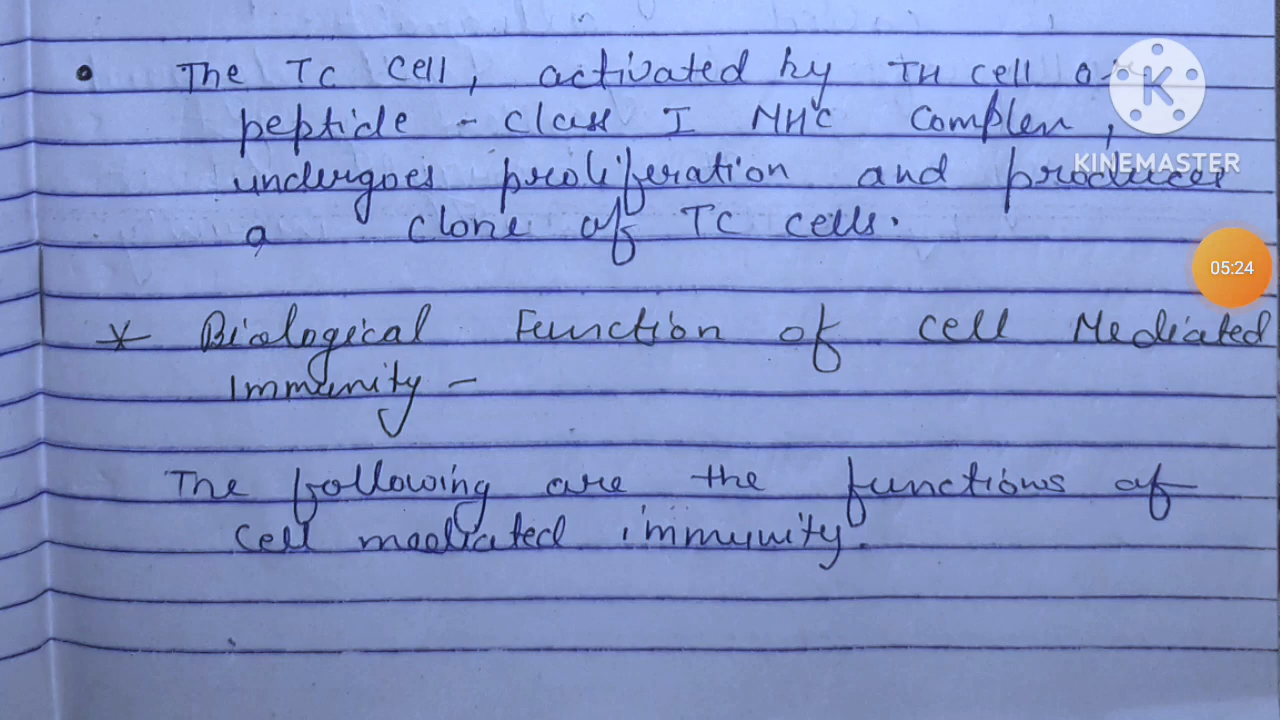 • The Tc cell, activated by TH cell or
peptide - class I MHC Complex,
undergoes proliferation and produces
a clone of Tc cells.
* Biological Function of cell Mediated
Immunity -
The following are the functions of
cell mediated immunity.
K
KINEMASTER
05:24